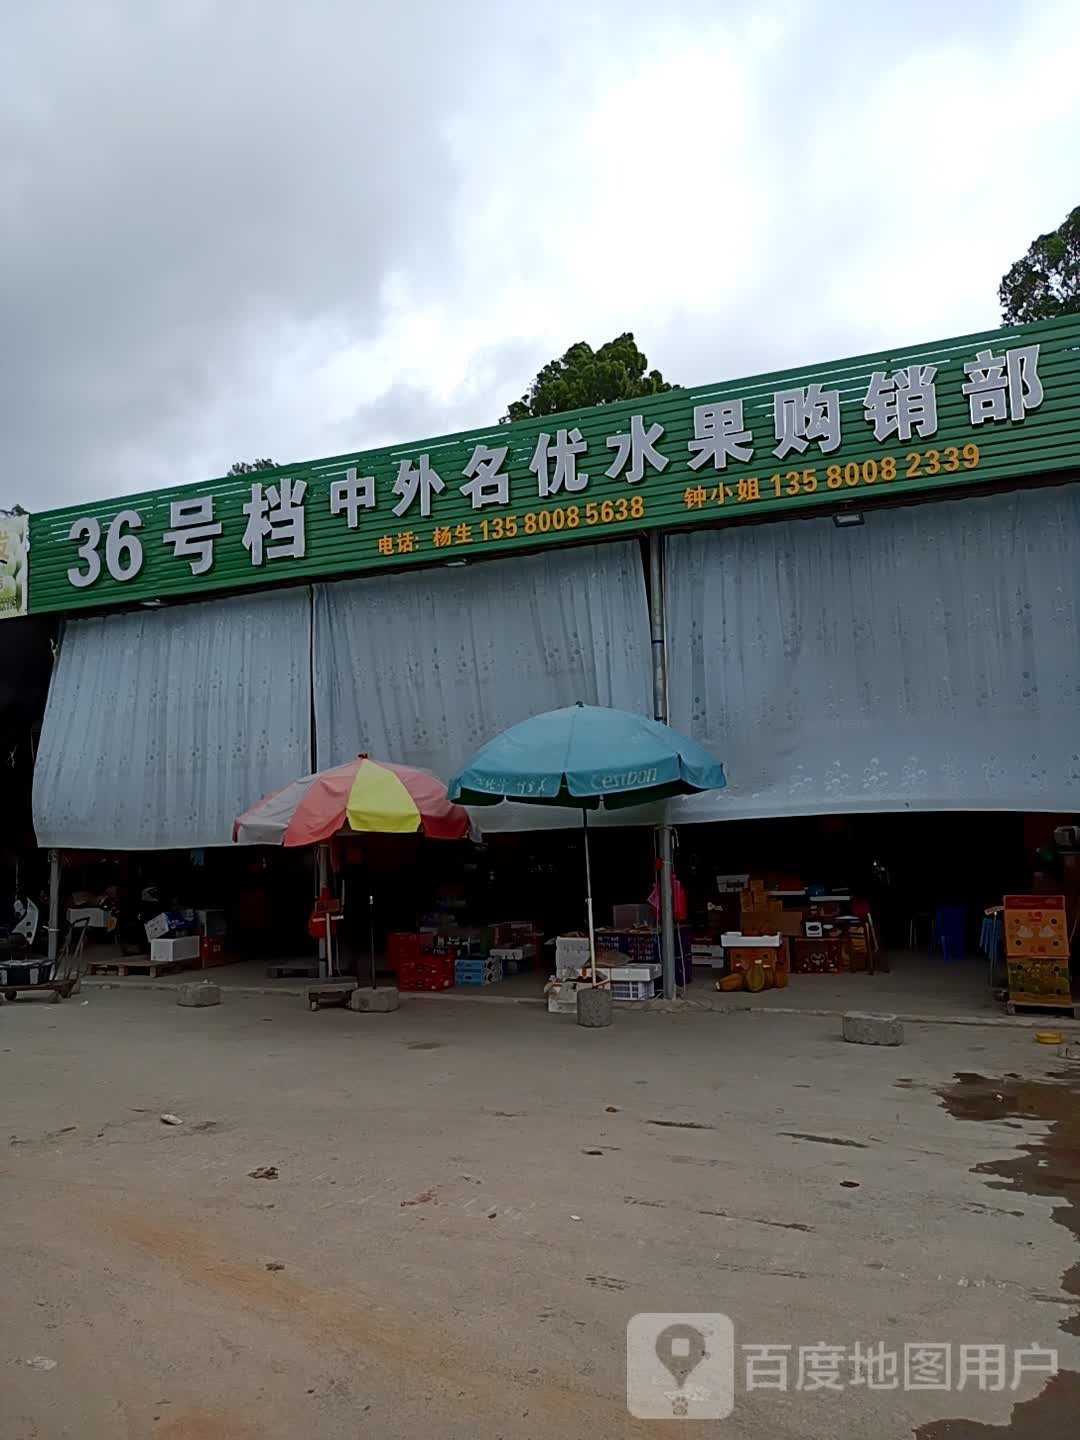 36号档中外名优水果购销部
电话: 杨生 135 8008 5638 钟小姐 135 8008 2339
Cestbon
百度地图用户